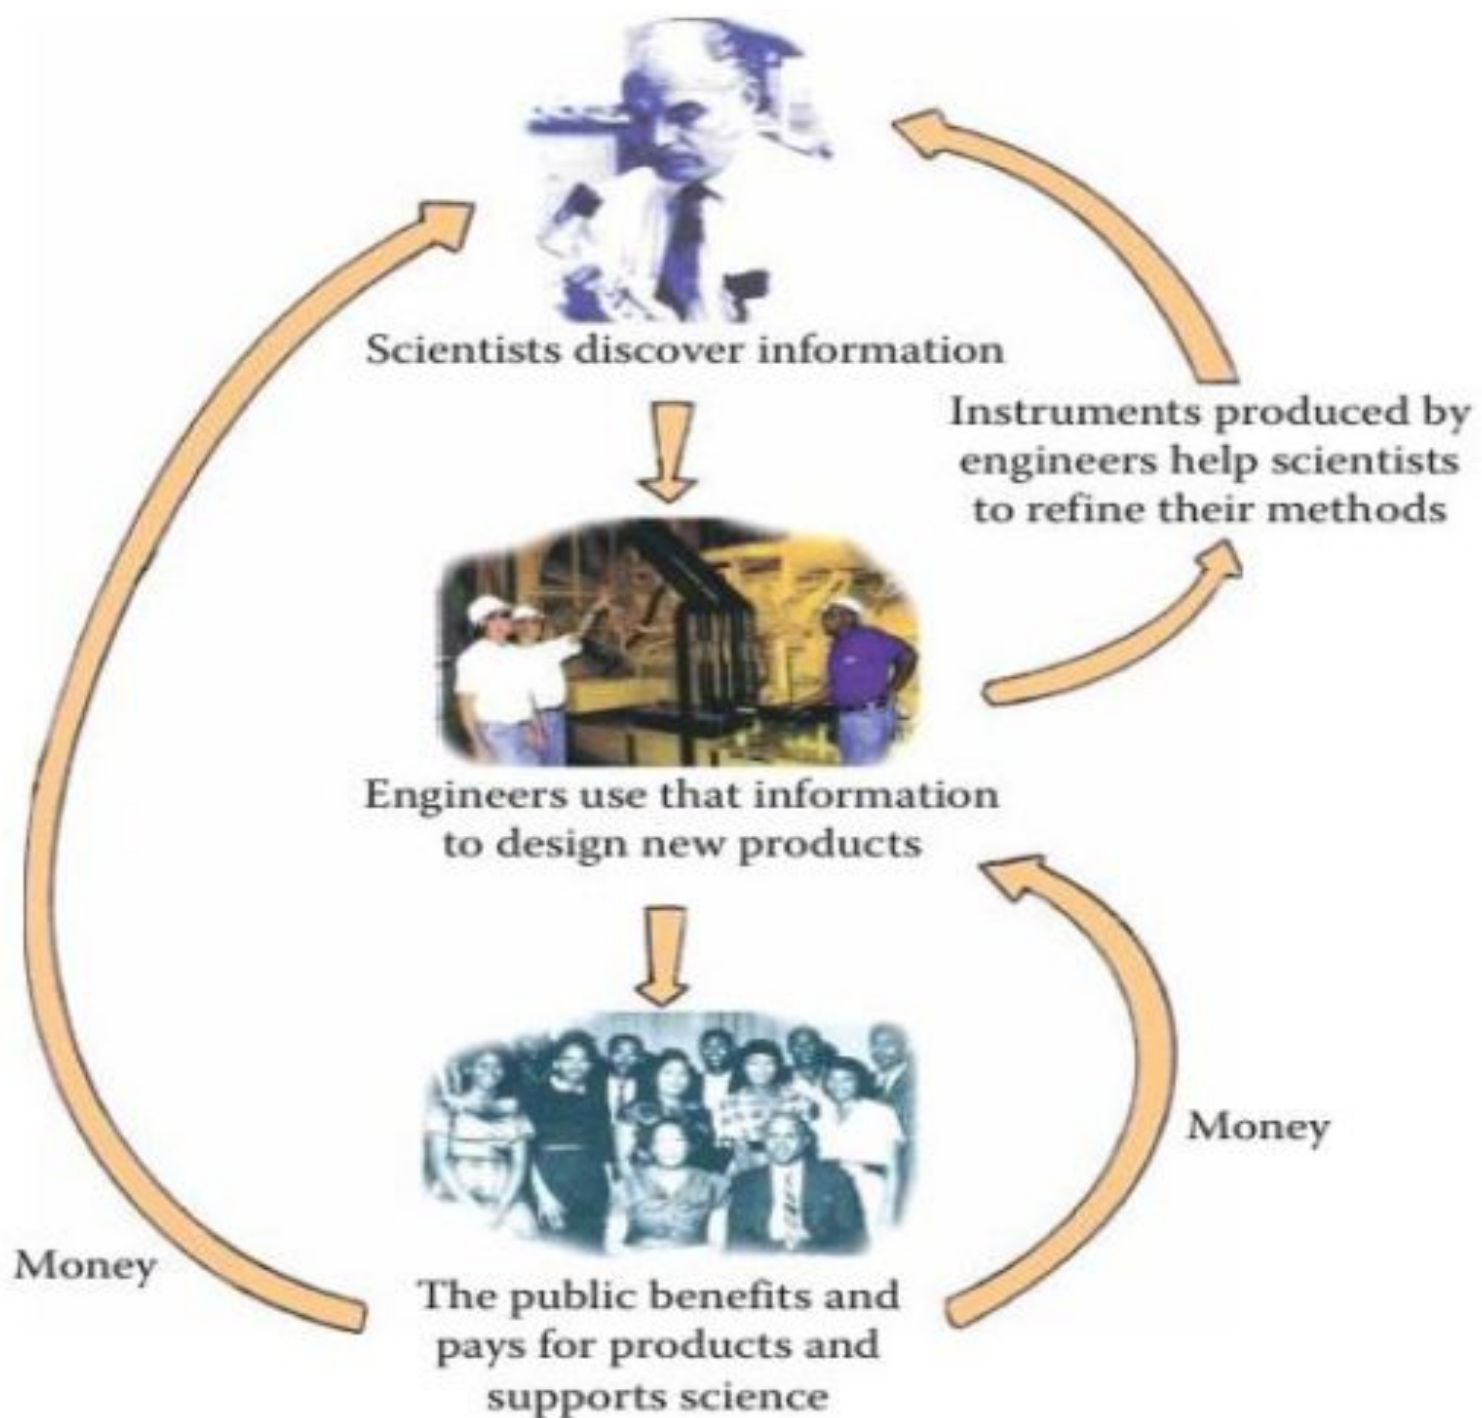 Scientists discover information
Instruments produced by
engineers help scientists
to refine their methods
Engineers use that information
to design new products
Money
Money
The public benefits and
pays for products and
supports science